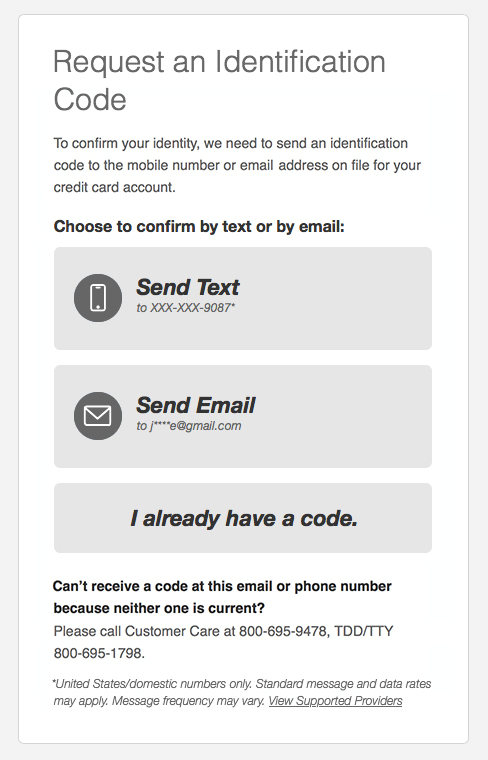 Request an Identification
Code
To confirm your identity, we need to send an identification
code to the mobile number or email address on file for your
credit card account.
Choose to confirm by text or by email:
Send Text
to XXX-XXX-9087*
Send Email
to j****e@gmail.com
I already have a code.
Can’t receive a code at this email or phone number
because neither one is current?
Please call Customer Care at 800-695-9478, TDD/TTY
800-695-1798.
*United States/domestic numbers only. Standard message and data rates
may apply. Message frequency may vary. View Supported Providers